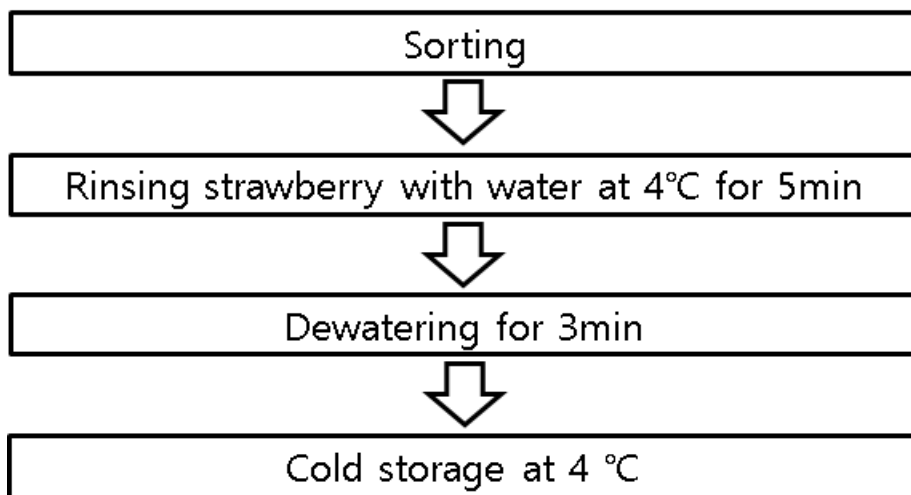 Sorting
Rinsing strawberry with water at 4℃ for 5min
Dewatering for 3min
Cold storage at 4 ℃